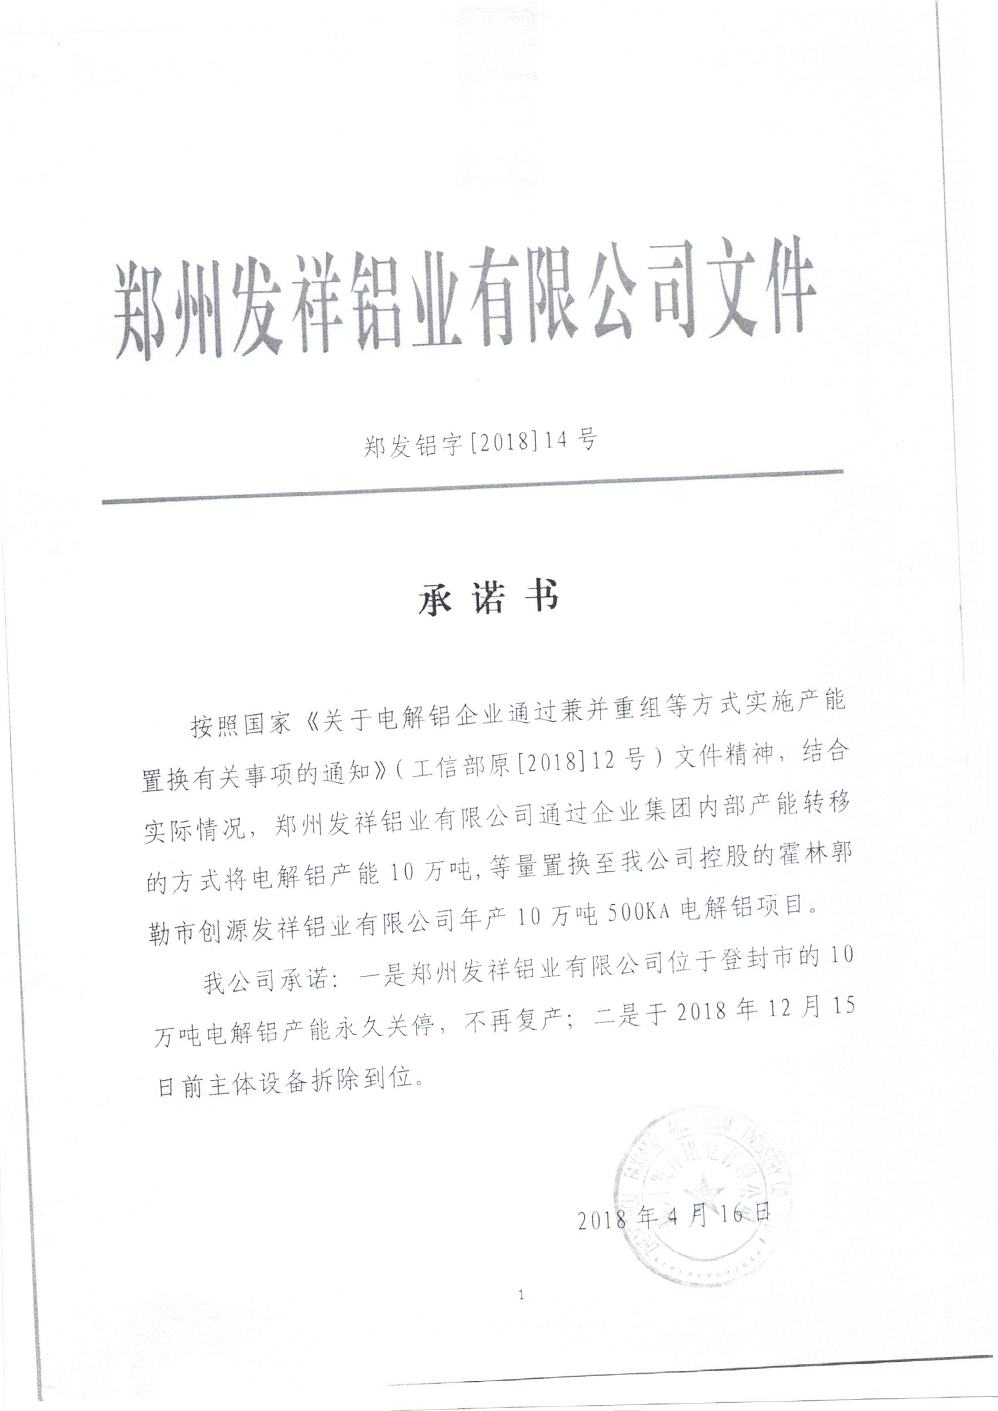 郑州发祥铝业有限公司文件
郑发铝字[2018]14号
承诺书
按照国家《关于电解铝企业通过兼并重组等方式实施产能
置换有关事项的通知》(工信部原[2018]12号)文件精神，结合
实际情况，郑州发祥铝业有限公司通过企业集团内部产能转移
的方式将电解铝产能10万吨,等量置换至我公司控股的霍林郭
勒市创源发祥铝业有限公司年产10万吨500KA电解铝项目。
我公司承诺：一是郑州发祥铝业有限公司位于登封市的10
万吨电解铝产能永久关停，不再复产；二是于2018年12月15
日前主体设备拆除到位。
2018年4月16日
1